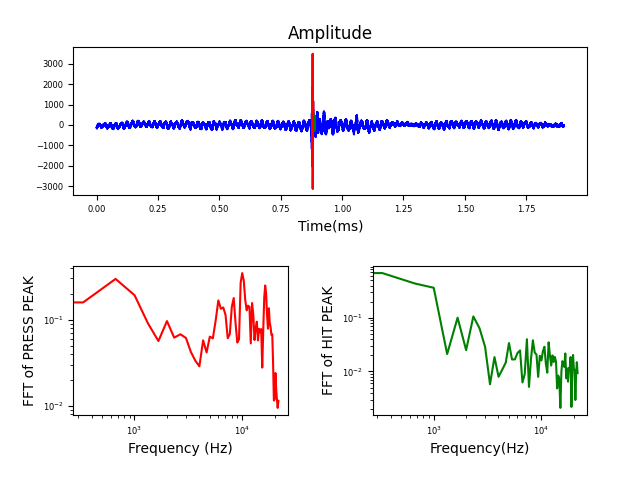 Amplitude
3000
2000
1000
0
−1000
−2000
−3000
0.00 0.25 0.50 0.75 1.00 1.25 1.50 1.75
Time(ms)
FFT of PRESS PEAK
10⁻¹
10⁻²
10³ 10⁴
Frequency (Hz)
FFT of HIT PEAK
10⁻¹
10⁻²
10³ 10⁴
Frequency(Hz)